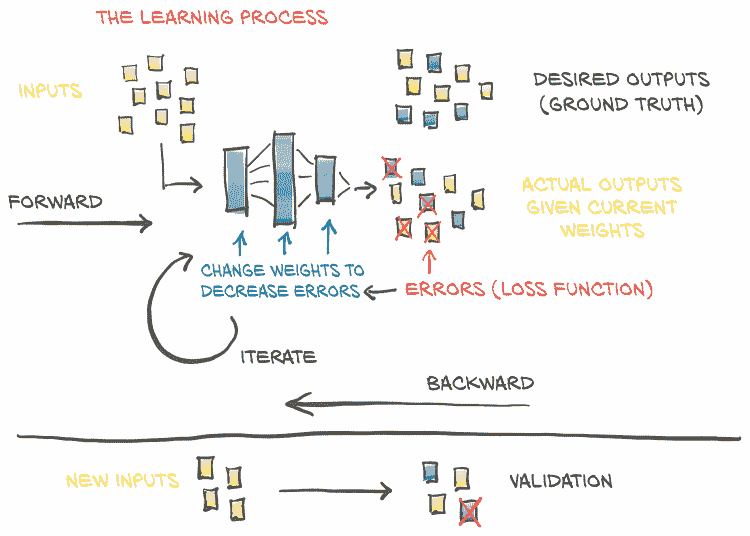 THE LEARNING PROCESS
INPUTS
DESIRED OUTPUTS
(GROUND TRUTH)
FORWARD
ACTUAL OUTPUTS
GIVEN CURRENT
WEIGHTS
CHANGE WEIGHTS TO
DECREASE ERRORS
ERRORS (LOSS FUNCTION)
ITERATE
BACKWARD
NEW INPUTS
VALIDATION